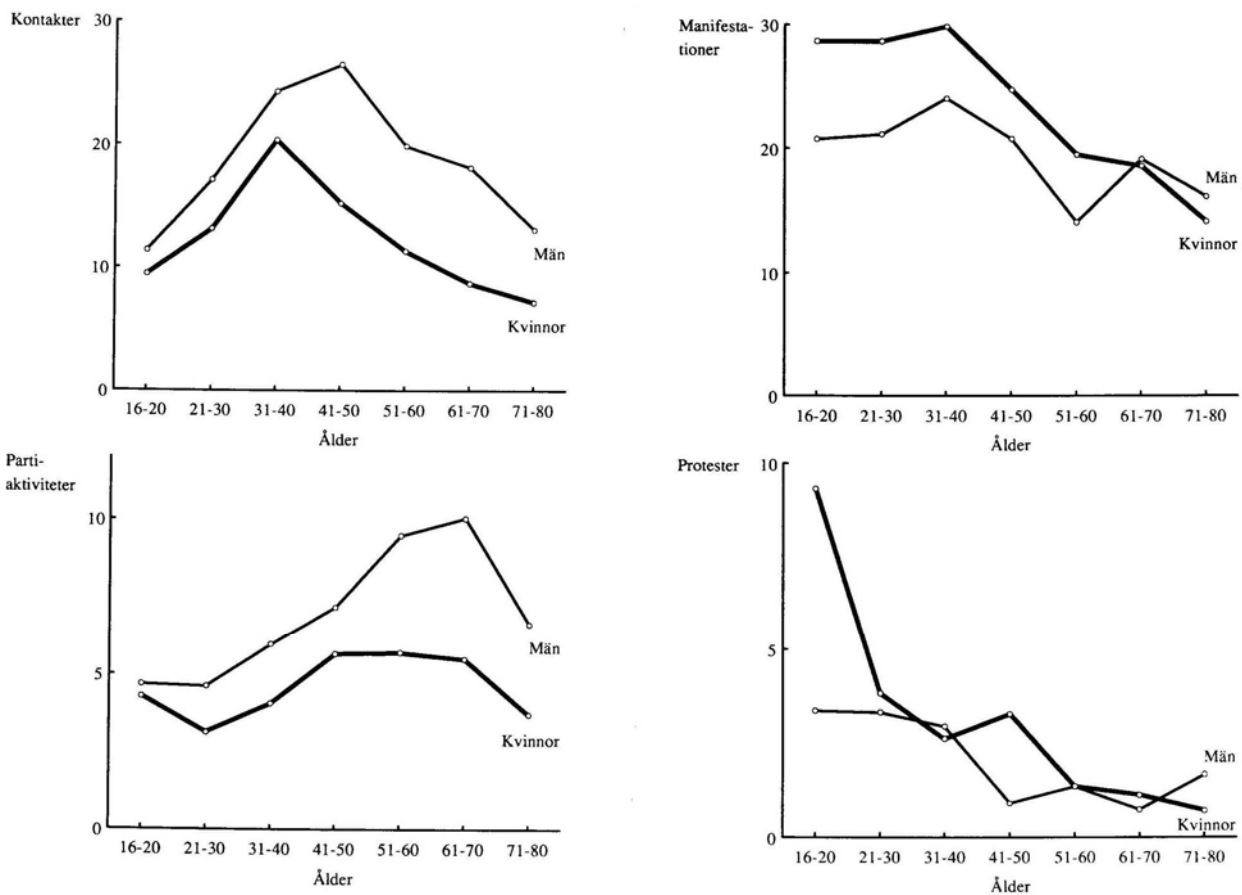 Kontakter
30
20
10
0
Män
Kvinnor
16-20 21-30 31-40 41-50 51-60 61-70 71-80
Ålder
Manifesta-
tioner
30
20
10
0
Män
Kvinnor
16-20 21-30 31-40 41-50 51-60 61-70 71-80
Ålder
Parti-
aktiviteter
10
5
0
Män
Kvinnor
16-20 21-30 31-40 41-50 51-60 61-70 71-80
Ålder
Protester
10
5
0
Män
Kvinnor
16-20 21-30 31-40 41-50 51-60 61-70 71-80
Ålder